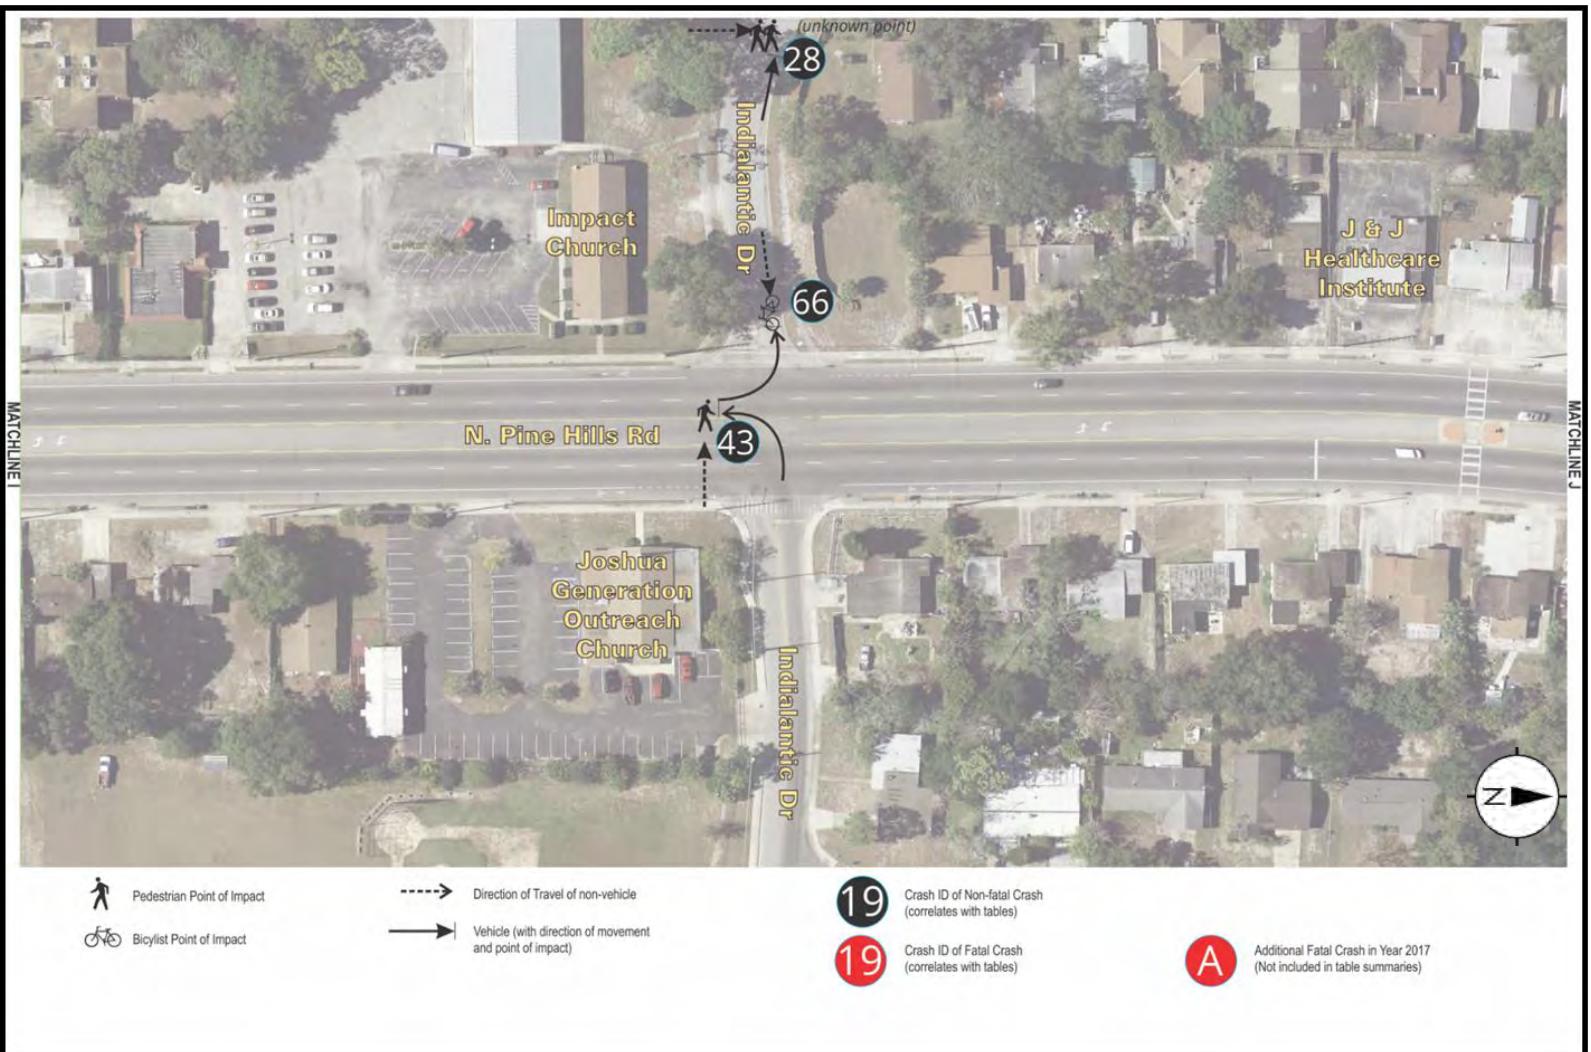 (unknown point)
28
Indialantic Dr
Impact
Church
J & J
Healthcare
Institute
66
MATCHLINE I
N. Pine Hills Rd
43
MATCHLINE J
Joshua
Generation
Outreach
Church
Indialantic Dr
N
Pedestrian Point of Impact
Bicylist Point of Impact
Direction of Travel of non-vehicle
Vehicle (with direction of movement
and point of impact)
19
Crash ID of Non-fatal Crash
(correlates with tables)
19
Crash ID of Fatal Crash
(correlates with tables)
A
Additional Fatal Crash in Year 2017
(Not included in table summaries)